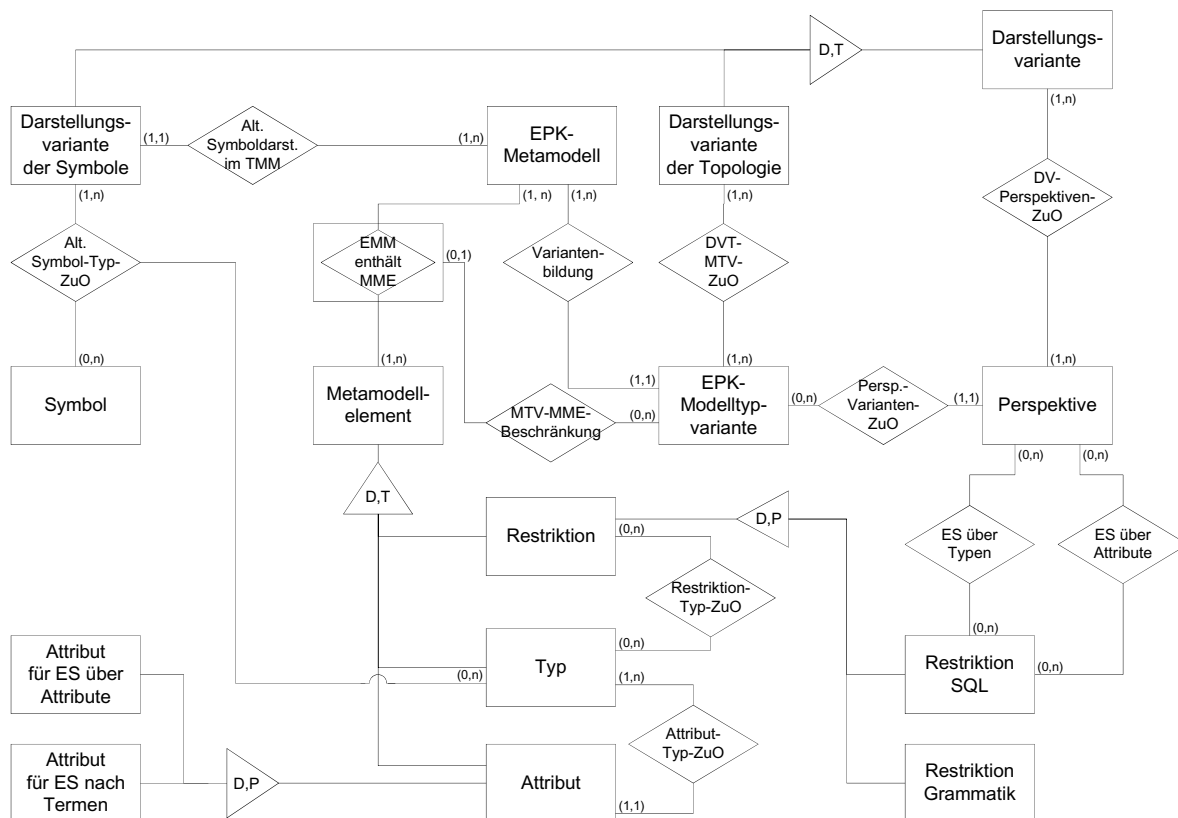 D,T
Darstellungs-
variante
(1,n)
Darstellungs-
variante
der Symbole
(1,1)
Alt.
Symboldarst.
im TMM
(1,n)
EPK-
Metamodell
Darstellungs-
variante
der Topologie
(1,n)
(1, n)
(1,n)
(1,n)
DV-
Perspektiven-
ZuO
Alt.
Symbol-Typ-
ZuO
EMM
enthält
MME
(0,1)
Varianten-
bildung
DVT-
MTV-
ZuO
(0,n)
(1,n)
(1,n)
(1,n)
Symbol
Metamodell-
element
(1,1)
EPK-
Modelltyp-
variante
(0,n)
(0,n)
Persp.-
Varianten-
ZuO
(1,1)
Perspektive
MTV-MME-
Beschränkung
(0,n)
(0,n)
D,T
Restriktion
(0,n)
D,P
ES über
Typen
ES über
Attribute
Restriktion-
Typ-ZuO
(0,n)
(0,n)
Attribut
für ES über
Attribute
(0,n)
Typ
(1,n)
Restriktion
SQL
(0,n)
Attribut-
Typ-ZuO
Attribut
für ES nach
Termen
D,P
Attribut
(1,1)
Restriktion
Grammatik